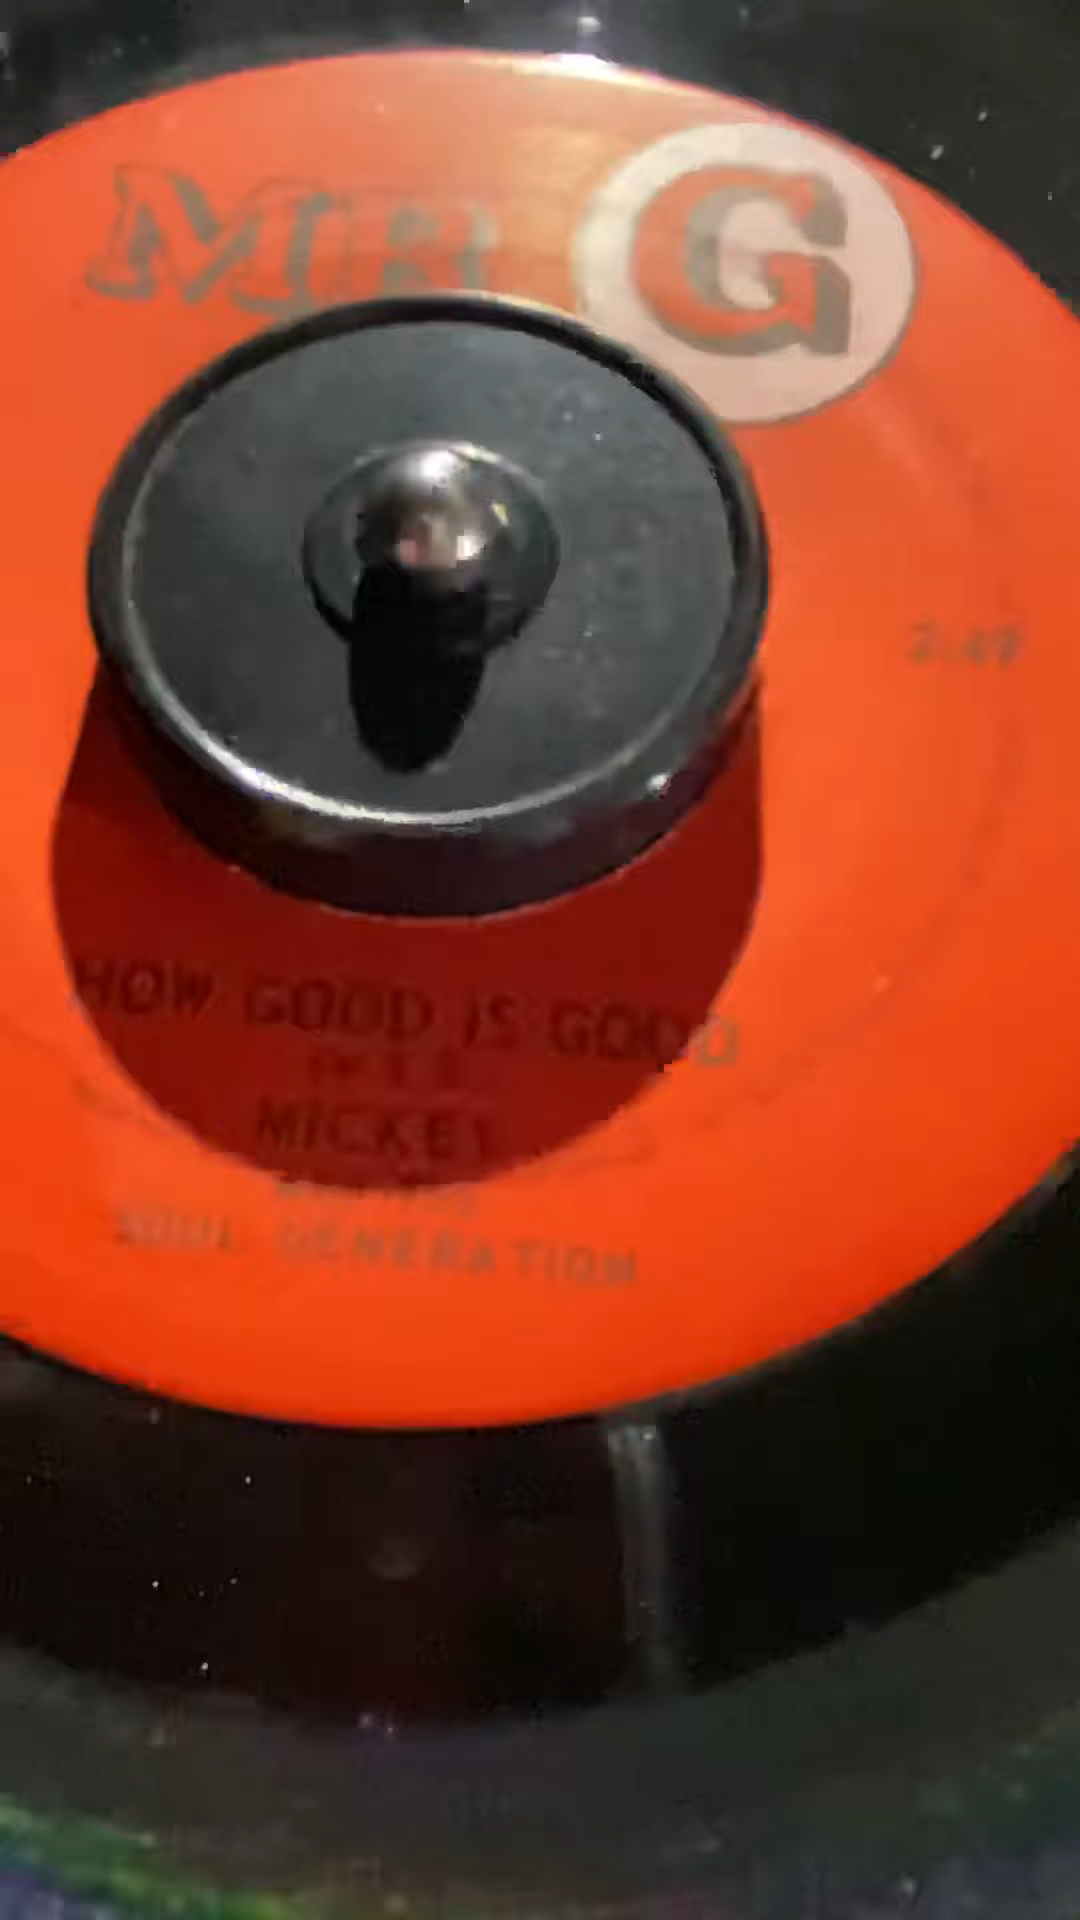 MR G
2:49
HOW GOOD IS GOOD
MICKEY
SOUL GENERATION